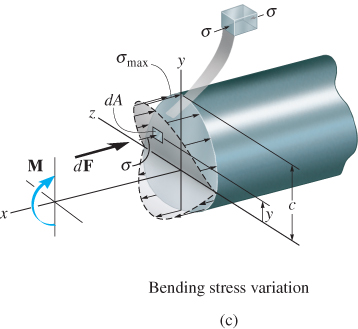 σ
σ
σmax
y
dA
z
M
dF
σ
x
y
c
Bending stress variation
(c)